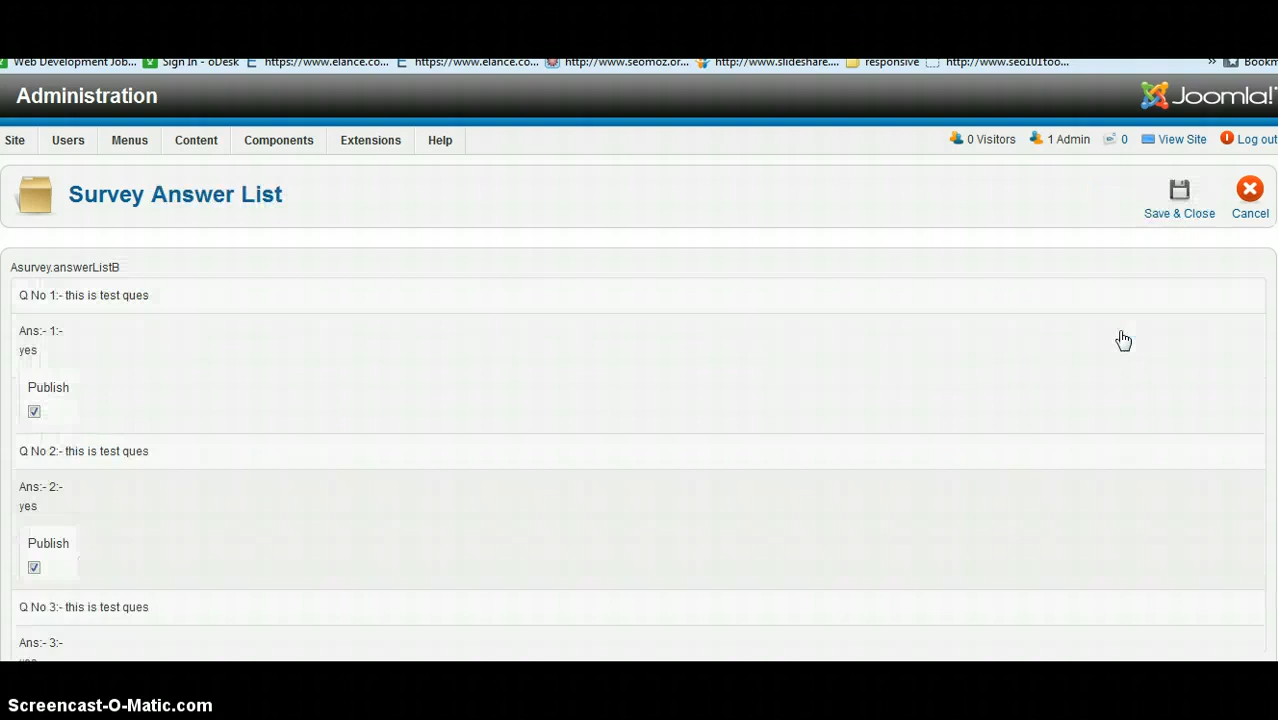 Web Development Job... Sign In - oDesk https://www.elance.co... https://www.elance.co... http://www.seomoz.or... http://www.slideshare.... responsive http://www.seo101too... » Bookm
Administration Joomla!
Site Users Menus Content Components Extensions Help 0 Visitors 1 Admin 0 View Site Log out
Survey Answer List
Save & Close Cancel
Asurvey.answerListB
Q No 1:- this is test ques
Ans:- 1:-
yes
Publish
Q No 2:- this is test ques
Ans:- 2:-
yes
Publish
Q No 3:- this is test ques
Ans:- 3:-
Screencast-O-Matic.com